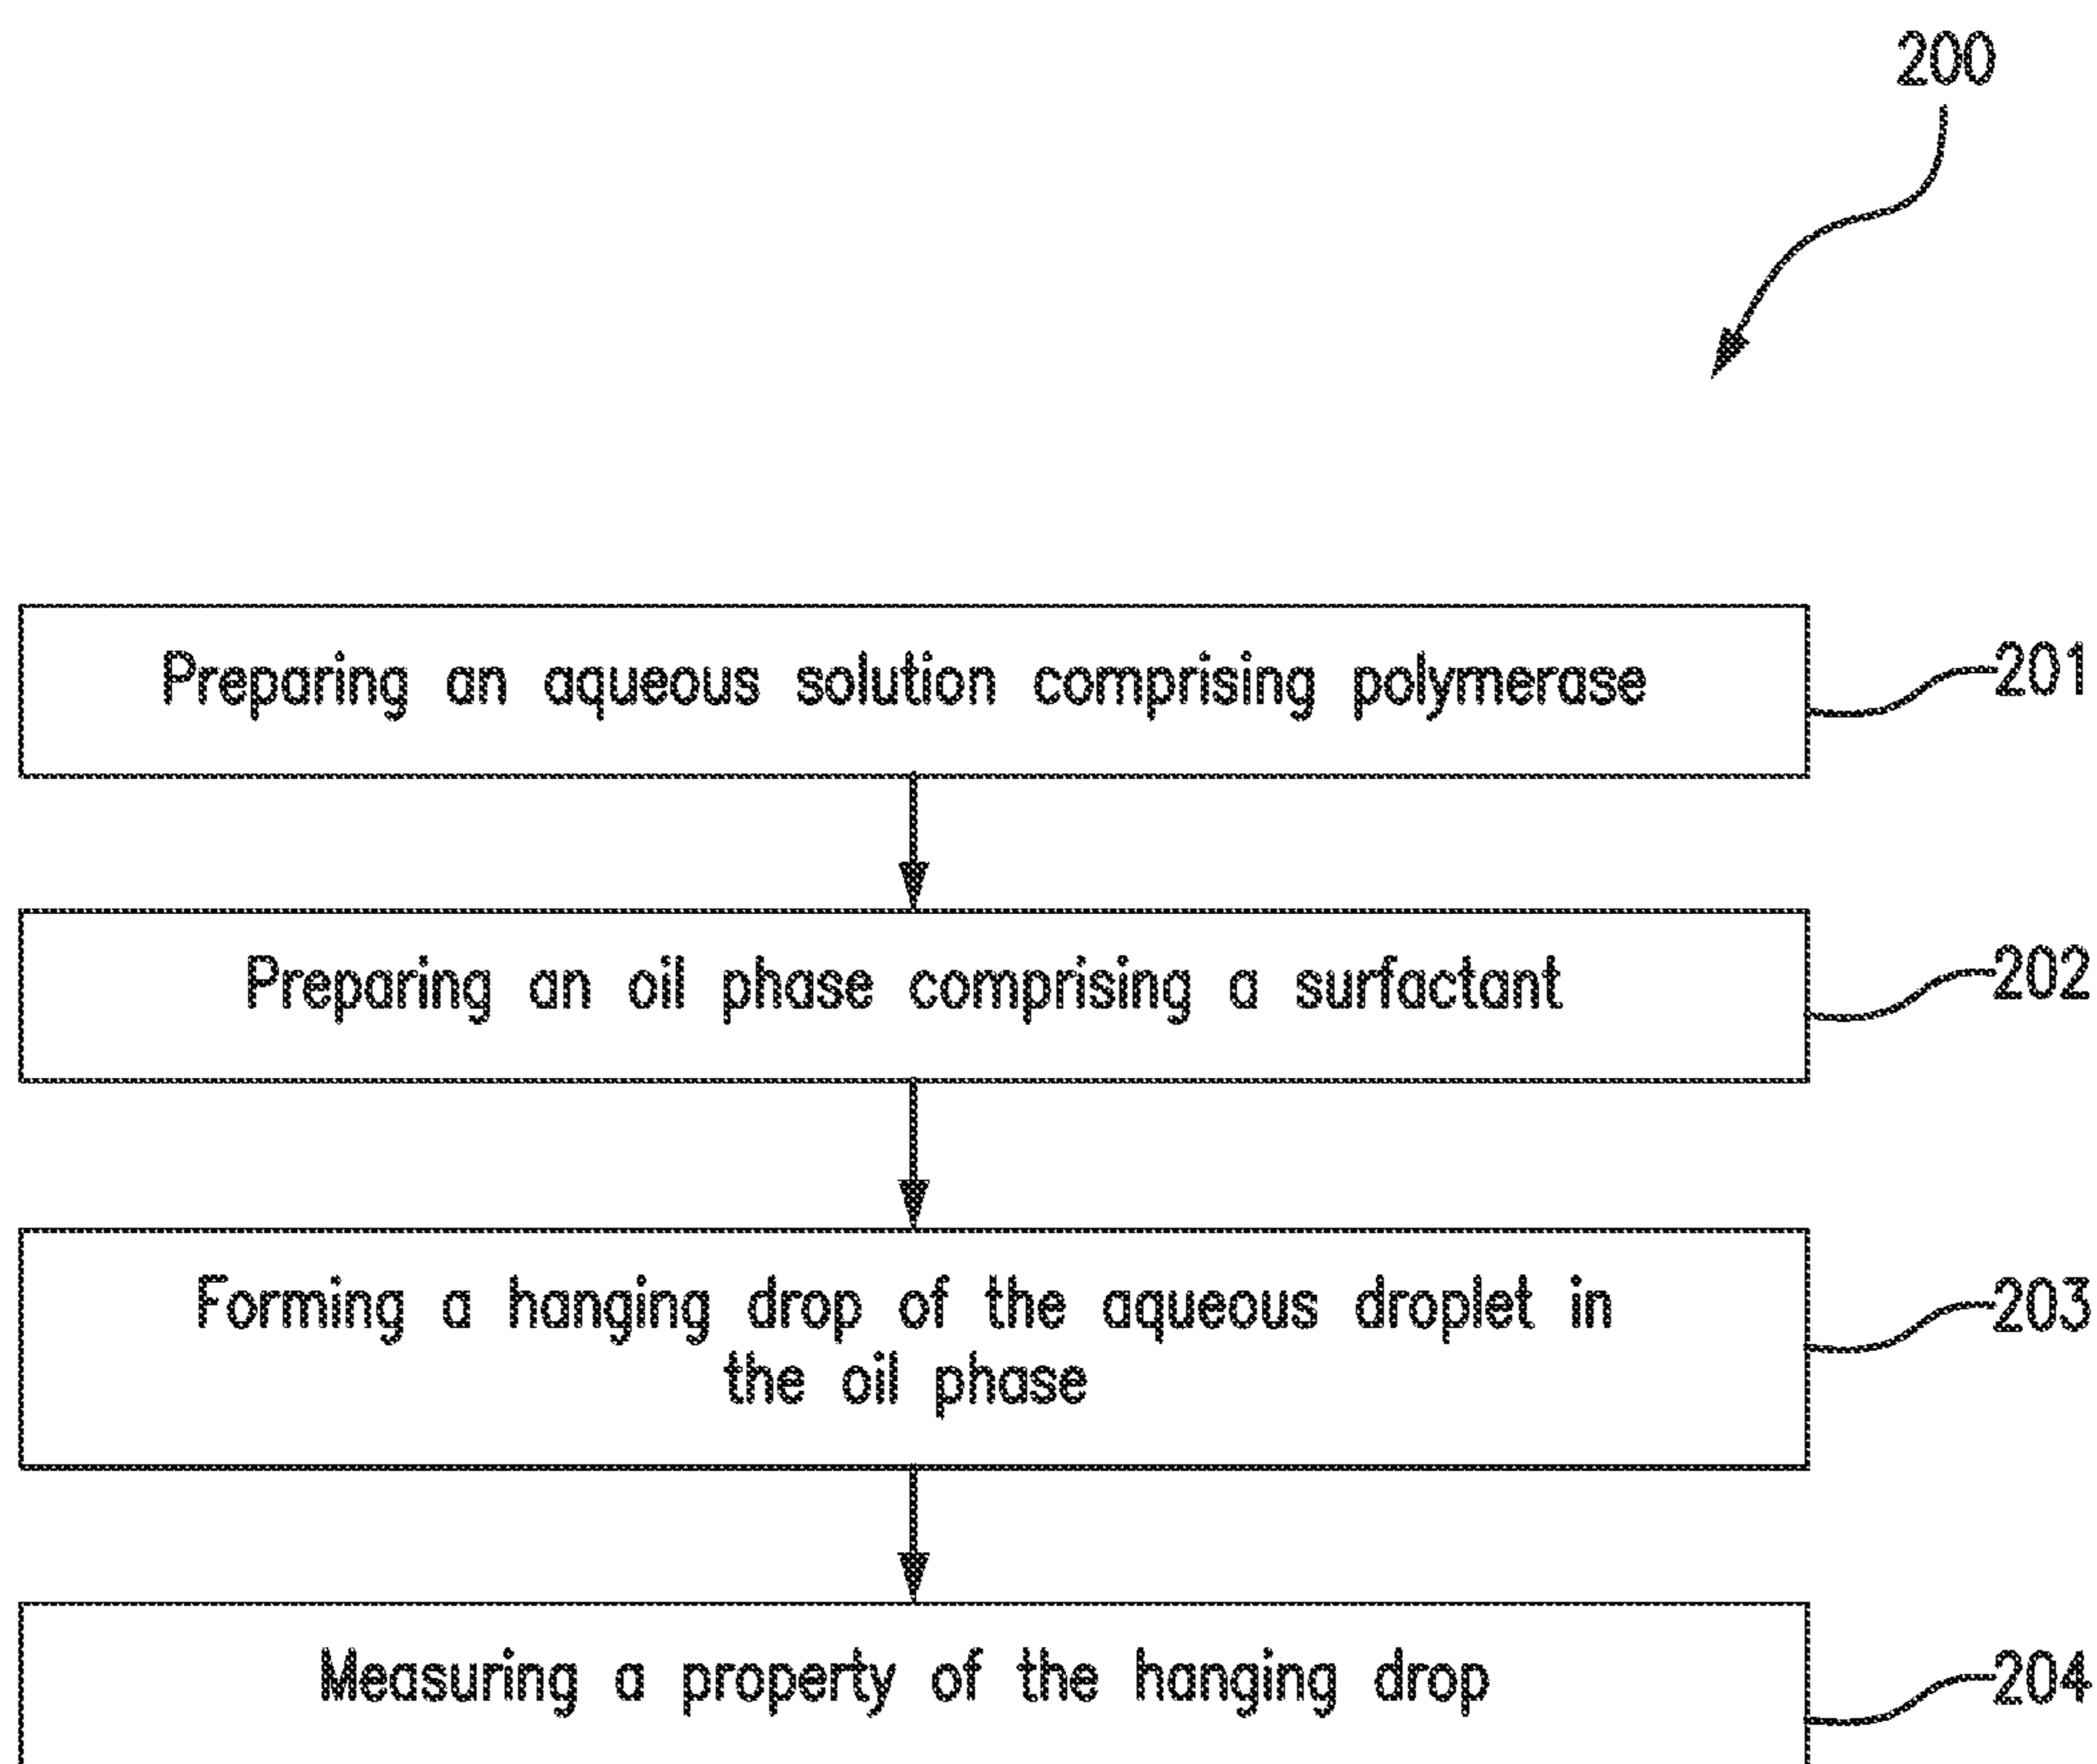 200
Preparing an aqueous solution comprising polymerase
201
Preparing an oil phase comprising a surfactant
202
Forming a hanging drop of the aqueous droplet in
the oil phase
203
Measuring a property of the hanging drop
204